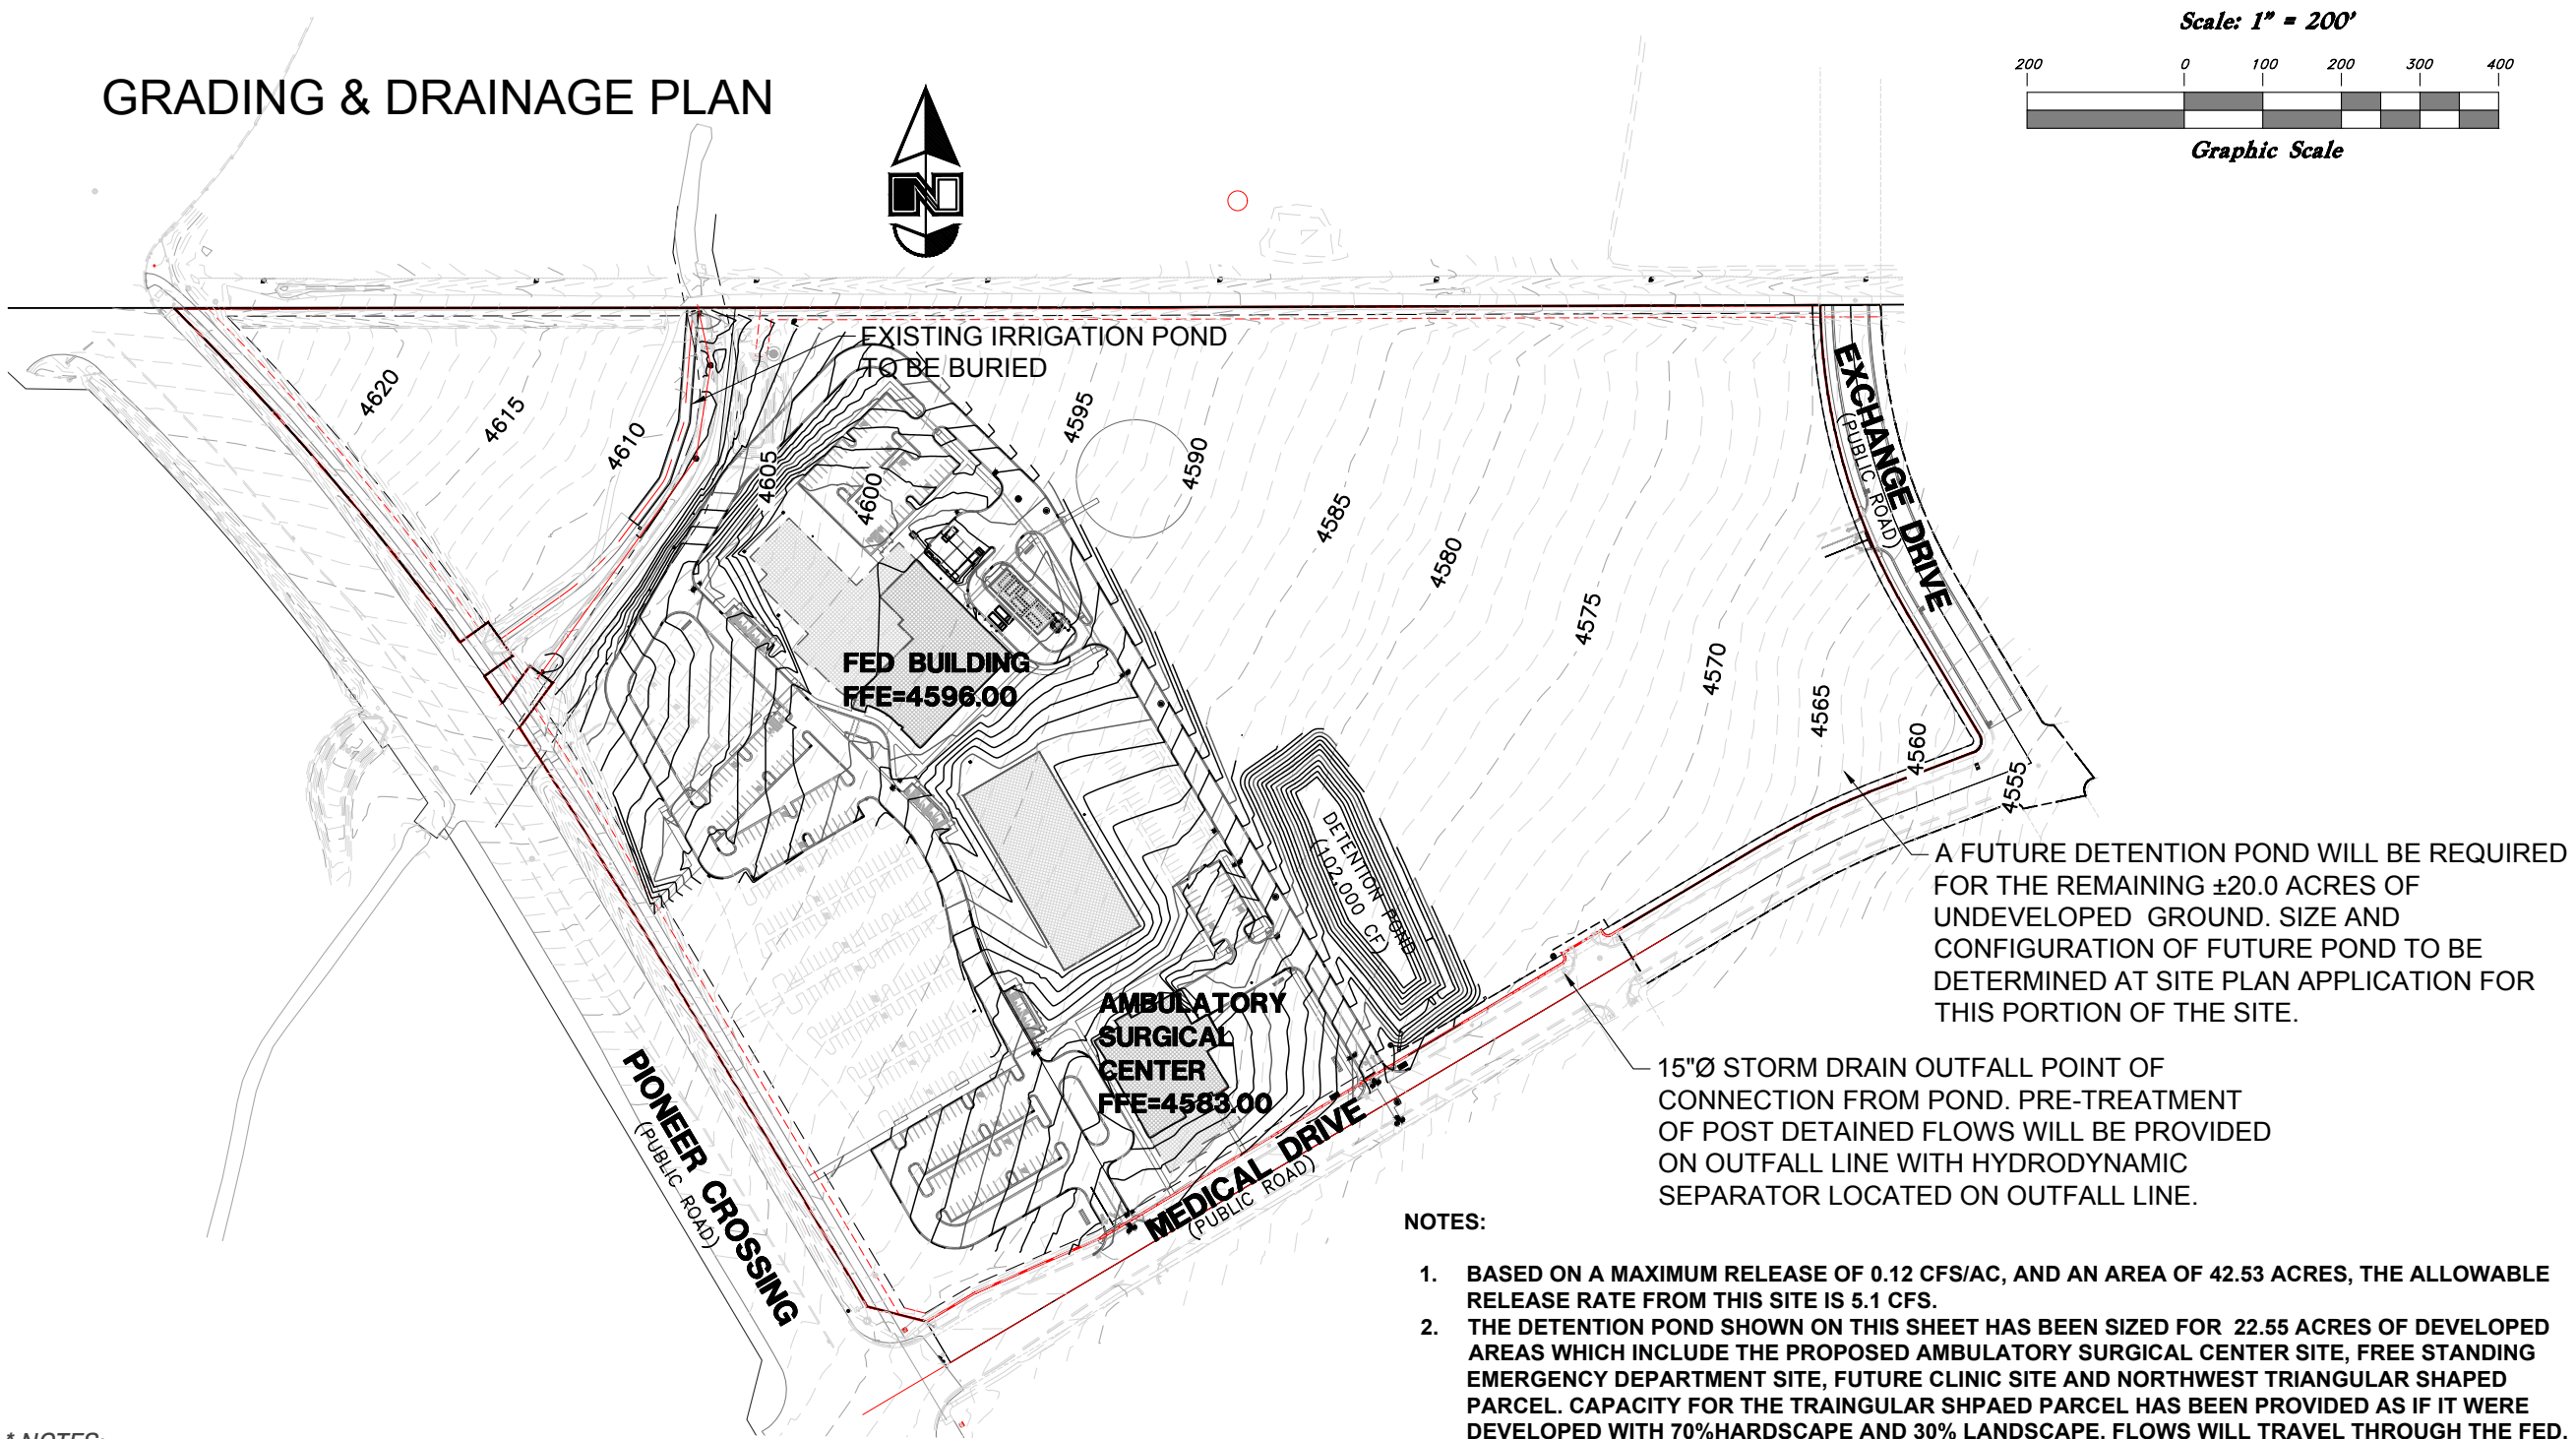 Scale: 1" = 200'
200 0 100 200 300 400
Graphic Scale
GRADING & DRAINAGE PLAN
N
EXISTING IRRIGATION POND
TO BE BURIED
4620
4615
4610
4605
4600
4595
4590
4585
4580
4575
4570
4565
4560
4555
EXCHANGE DRIVE
(PUBLIC ROAD)
FED BUILDING
FFE=4596.00
DETENTION POND
(102,000 CF)
AMBULATORY
SURGICAL
CENTER
FFE=4583.00
PIONEER CROSSING
(PUBLIC ROAD)
MEDICAL DRIVE
(PUBLIC ROAD)
A FUTURE DETENTION POND WILL BE REQUIRED
FOR THE REMAINING ±20.0 ACRES OF
UNDEVELOPED GROUND. SIZE AND
CONFIGURATION OF FUTURE POND TO BE
DETERMINED AT SITE PLAN APPLICATION FOR
THIS PORTION OF THE SITE.
15"Ø STORM DRAIN OUTFALL POINT OF
CONNECTION FROM POND. PRE-TREATMENT
OF POST DETAINED FLOWS WILL BE PROVIDED
ON OUTFALL LINE WITH HYDRODYNAMIC
SEPARATOR LOCATED ON OUTFALL LINE.
NOTES:
1. BASED ON A MAXIMUM RELEASE OF 0.12 CFS/AC, AND AN AREA OF 42.53 ACRES, THE ALLOWABLE
RELEASE RATE FROM THIS SITE IS 5.1 CFS.
2. THE DETENTION POND SHOWN ON THIS SHEET HAS BEEN SIZED FOR 22.55 ACRES OF DEVELOPED
AREAS WHICH INCLUDE THE PROPOSED AMBULATORY SURGICAL CENTER SITE, FREE STANDING
EMERGENCY DEPARTMENT SITE, FUTURE CLINIC SITE AND NORTHWEST TRIANGULAR SHAPED
PARCEL. CAPACITY FOR THE TRAINGULAR SHPAED PARCEL HAS BEEN PROVIDED AS IF IT WERE
DEVELOPED WITH 70%HARDSCAPE AND 30% LANDSCAPE. FLOWS WILL TRAVEL THROUGH THE FED.
* NOTES: